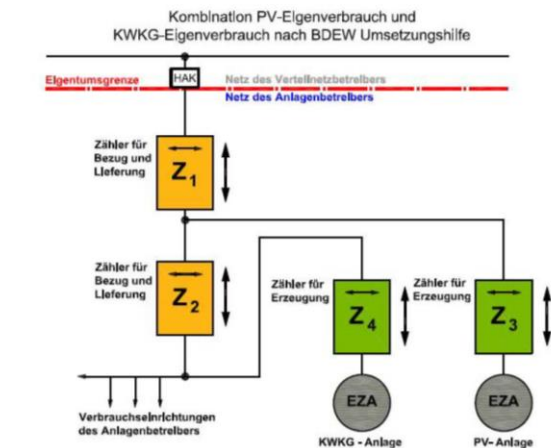 Kombination PV-Eigenverbrauch und
KWKG-Eigenverbrauch nach BDEW Umsetzungshilfe
HAK
Eigentumsgrenze
Netz des Verteilnetzbetreibers
Netz des Anlagenbetreibers
Zähler für
Bezug und
Lieferung
Z1
Zähler für
Bezug und
Lieferung
Z2
Zähler für
Erzeugung
Z4
Zähler für
Erzeugung
Z3
EZA
EZA
Verbrauchseinrichtungen
des Anlagenbetreibers
KWKG - Anlage
PV- Anlage